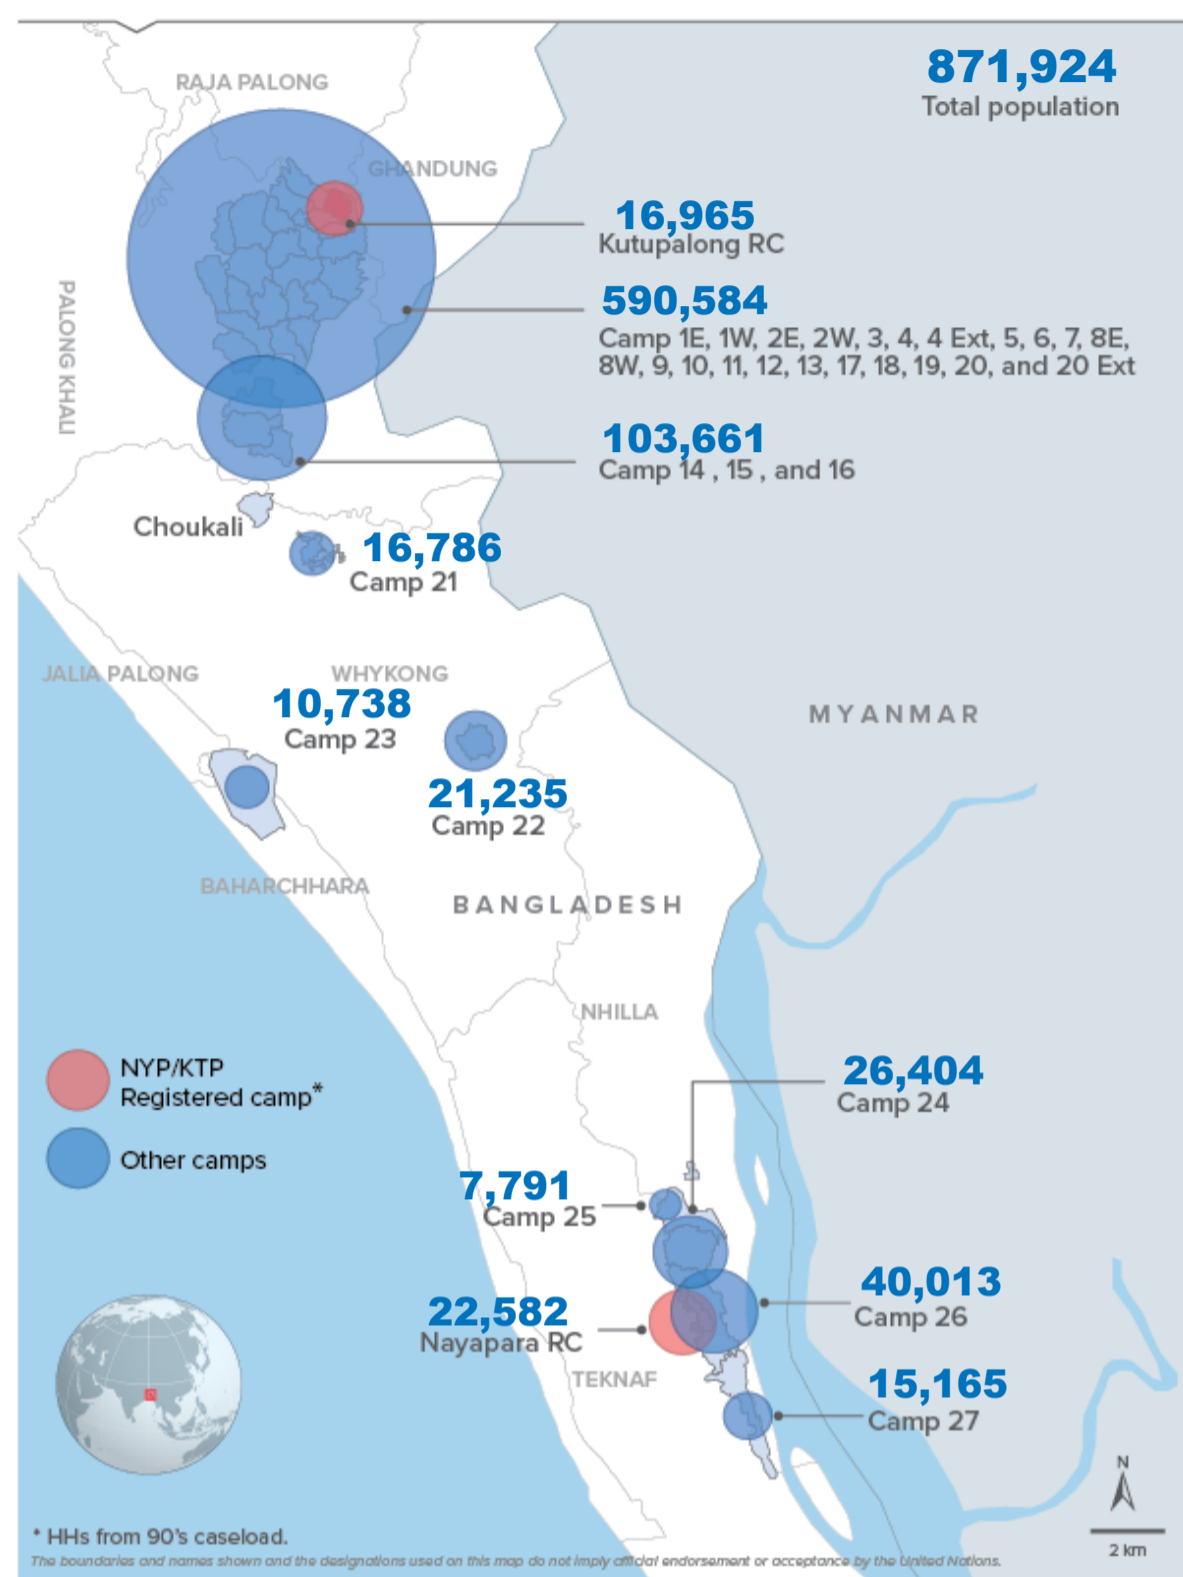 871,924
Total population
RAJA PALONG
GHANDUNG
16,965
Kutupalong RC
PALONG KHALI
590,584
Camp 1E, 1W, 2E, 2W, 3, 4, 4 Ext, 5, 6, 7, 8E,
8W, 9, 10, 11, 12, 13, 17, 18, 19, 20, and 20 Ext
103,661
Camp 14 , 15 , and 16
Choukali
16,786
Camp 21
JALIA PALONG
WHYKONG
10,738
Camp 23
MYANMAR
21,235
Camp 22
BAHARCHHARA
BANGLADESH
NHILLA
NYP/KTP
Registered camp*
26,404
Camp 24
Other camps
7,791
Camp 25
40,013
Camp 26
22,582
Nayapara RC
TEKNAF
15,165
Camp 27
N
2 km
* HHs from 90's caseload.
The boundaries and names shown and the designations used on this map do not imply official endorsement or acceptance by the United Nations.